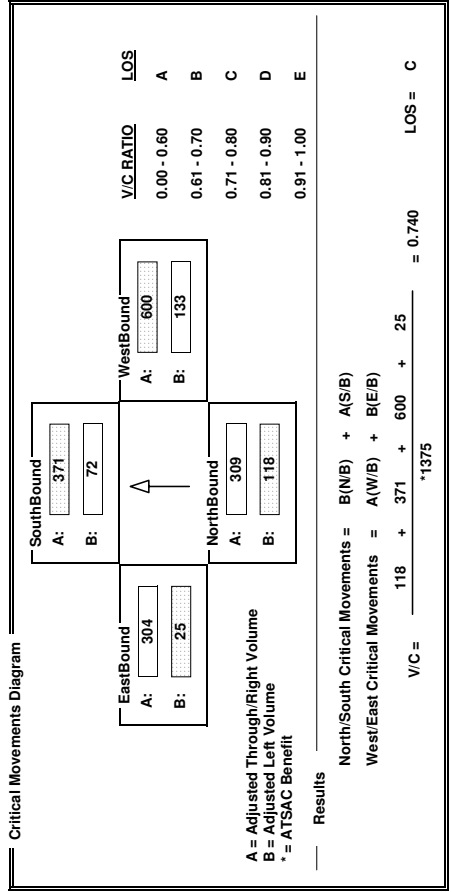 Critical Movements Diagram
SouthBound
A: 371
B: 72
EastBound
A: 304
B: 25
WestBound
A: 600
B: 133
NorthBound
A: 309
B: 118
V/C RATIO LOS
0.00 - 0.60 A
0.61 - 0.70 B
0.71 - 0.80 C
0.81 - 0.90 D
0.91 - 1.00 E
A = Adjusted Through/Right Volume
B = Adjusted Left Volume
* = ATSAC Benefit
Results
North/South Critical Movements = B(N/B) + A(S/B)
West/East Critical Movements = A(W/B) + B(E/B)
V/C = 118 + 371 + 600 + 25 = 0.740 LOS = C
*1375